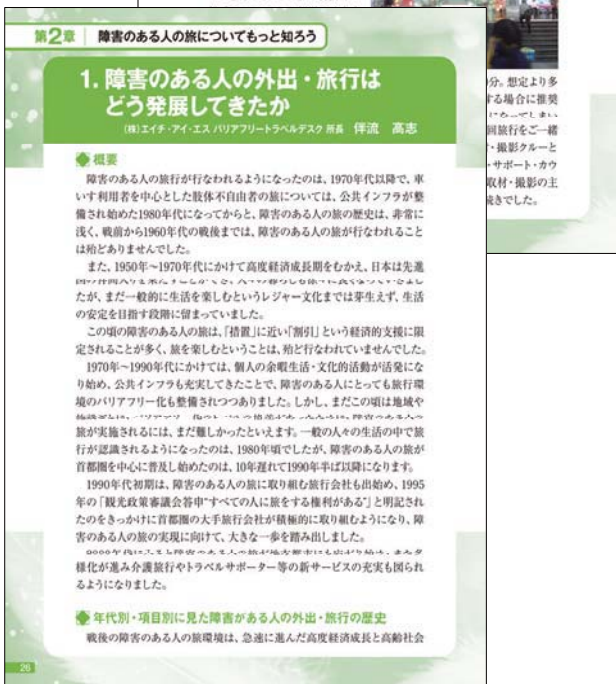 第2章 障害のある人の旅についてもっと知ろう
1. 障害のある人の外出・旅行は
どう発展してきたか
(株)エイチ・アイ・エス バリアフリートラベルデスク 所長 伴流 高志
概要
障害のある人の旅行が行なわれるようになったのは、1970年代以降で、車
いす利用者を中心とした肢体不自由者の旅については、公共インフラが整
備され始めた1980年代になってからと、障害のある人の旅の歴史は、非常に
浅く、戦前から1960年代の戦後までは、障害のある人の旅が行なわれること
は殆どありませんでした。
また、1950年～1970年代にかけて高度経済成長期をむかえ、日本は先進
たが、まだ一般的に生活を楽しむというレジャー文化までは芽生えず、生活
の安定を目指す段階に留まっていました。
この頃の障害のある人の旅は、「措置」に近い「割引」という経済的支援に限
定されることが多く、旅を楽しむということは、殆ど行なわれていませんでした。
1970年～1990年代にかけては、個人の余暇生活・文化的活動が活発にな
り始め、公共インフラも充実してきたことで、障害のある人にとっても旅行環
境のバリアフリー化も整備されつつありました。しかし、まだこの頃は地域や
旅が実施されるには、まだ難しかったといえます。一般の人々の生活の中で旅
行が認識されるようになったのは、1980年頃でしたが、障害のある人の旅が
首都圏を中心に普及し始めたのは、10年遅れて1990年半ば以降になります。
1990年代初期は、障害のある人の旅に取り組む旅行会社も出始め、1995
年の「観光政策審議会答申“すべての人に旅をする権利がある”」と明記され
たのをきっかけに首都圏の大手旅行会社が積極的に取り組むようになり、障
害のある人の旅の実現に向けて、大きな一歩を踏み出しました。
様化が進み介護旅行やトラベルサポーター等の新サービスの充実も図られ
るようになりました。
年代別・項目別に見た障害がある人の外出・旅行の歴史
戦後の障害のある人の旅環境は、急速に進んだ高度経済成長と高齢社会
26
分。想定より多
する場合に推奨
回旅行をご一緒
・撮影クルーと
・サポート・カウ
取材・撮影の主
続きでした。